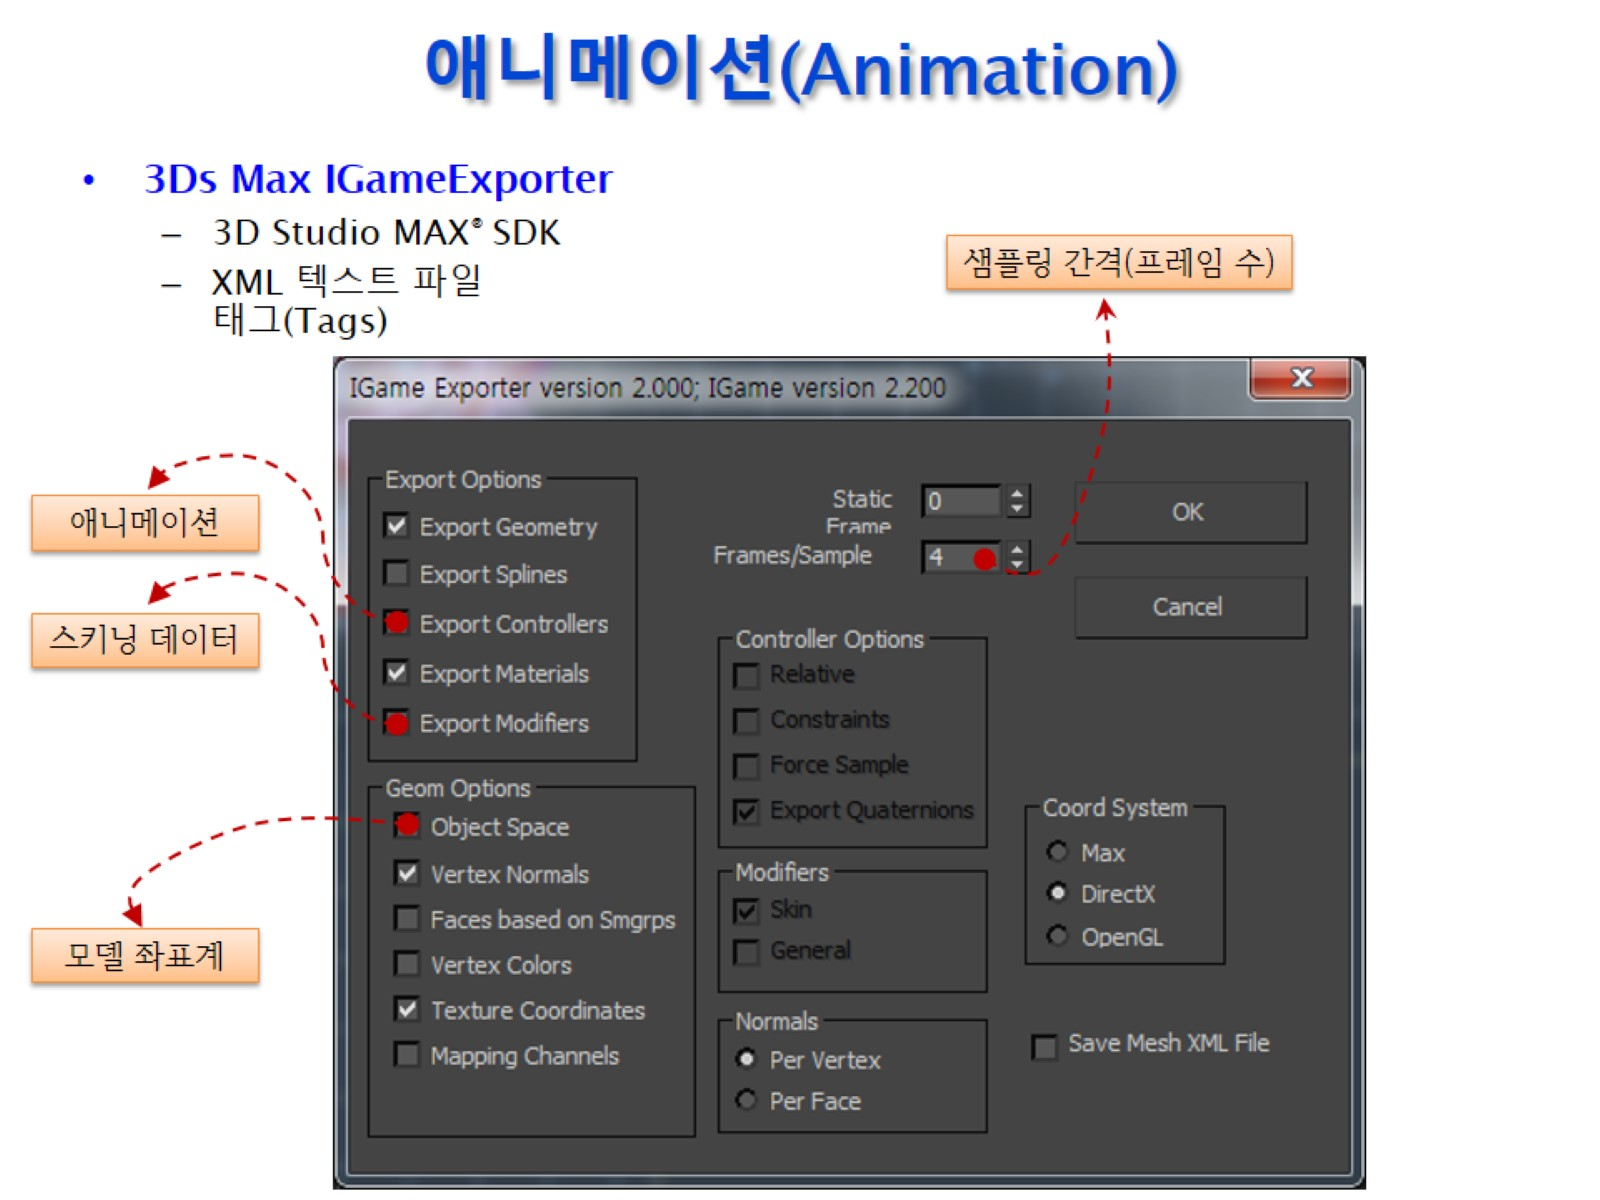 애니메이션(Animation)
• 3Ds Max IGameExporter
– 3D Studio MAX® SDK
– XML 텍스트 파일
태그(Tags)
샘플링 간격(프레임 수)
IGame Exporter version 2.000; IGame version 2.200
애니메이션
스키닝 데이터
모델 좌표계
Export Options
Export Geometry
Export Splines
Export Controllers
Export Materials
Export Modifiers
Geom Options
Object Space
Vertex Normals
Faces based on Smgrps
Vertex Colors
Texture Coordinates
Mapping Channels
Static
Frame
0
Frames/Sample
4
Controller Options
Relative
Constraints
Force Sample
Export Quaternions
Modifiers
Skin
General
Normals
Per Vertex
Per Face
OK
Cancel
Coord System
Max
DirectX
OpenGL
Save Mesh XML File